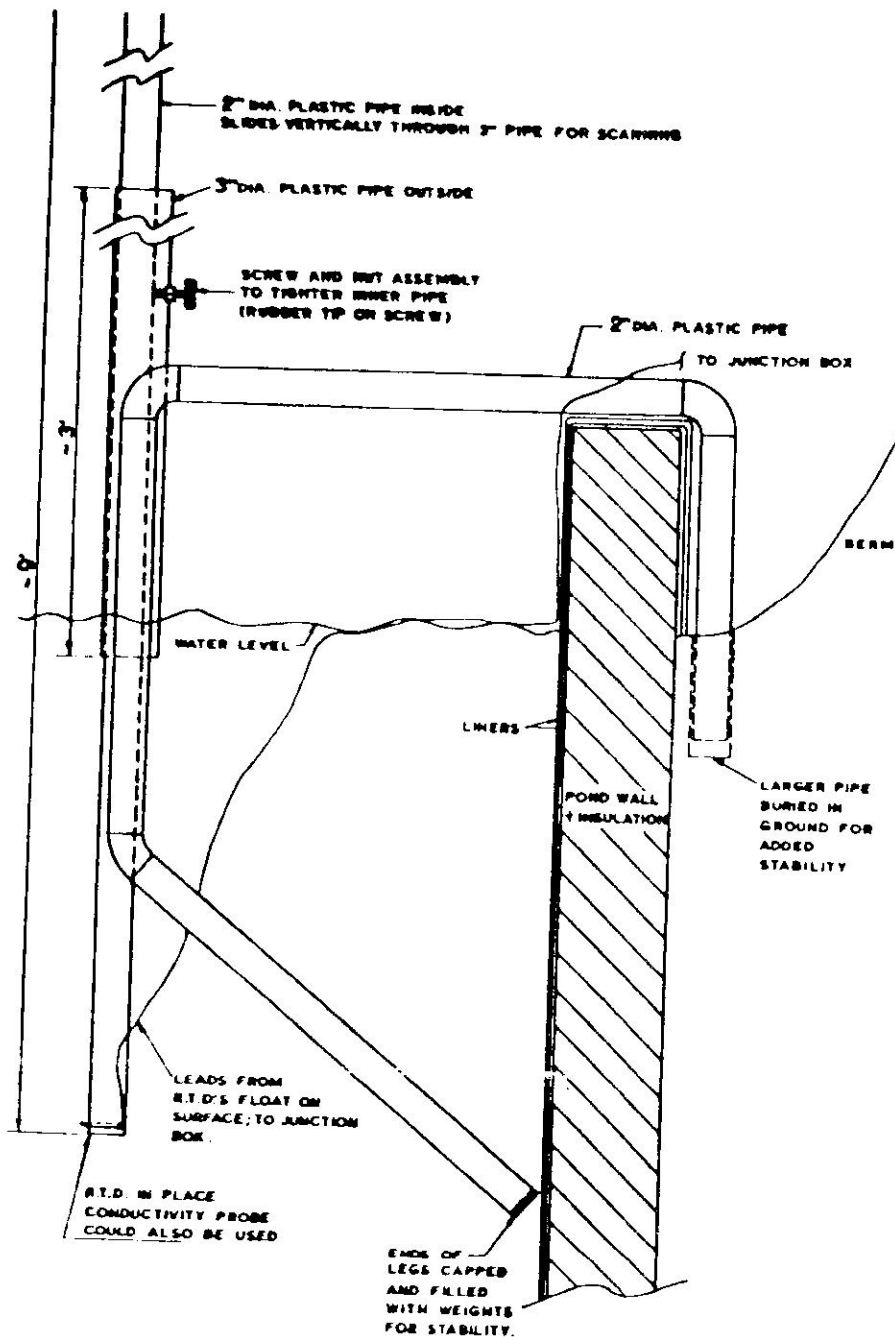 2" DIA. PLASTIC PIPE INSIDE
SLIDES VERTICALLY THROUGH 3" PIPE FOR SCANNING
3" DIA. PLASTIC PIPE OUTSIDE
SCREW AND NUT ASSEMBLY
TO TIGHTER INNER PIPE
(RUBBER TIP ON SCREW)
2" DIA. PLASTIC PIPE
TO JUNCTION BOX
~3'
~9'
BERM
WATER LEVEL
LINERS
POND WALL
+ INSULATION
LARGER PIPE
BURIED IN
GROUND FOR
ADDED
STABILITY
LEADS FROM
R.T.D'S FLOAT ON
SURFACE; TO JUNCTION
BOX.
R.T.D. IN PLACE
CONDUCTIVITY PROBE
COULD ALSO BE USED
ENDS OF
LEGS CAPPED
AND FILLED
WITH WEIGHTS
FOR STABILITY.